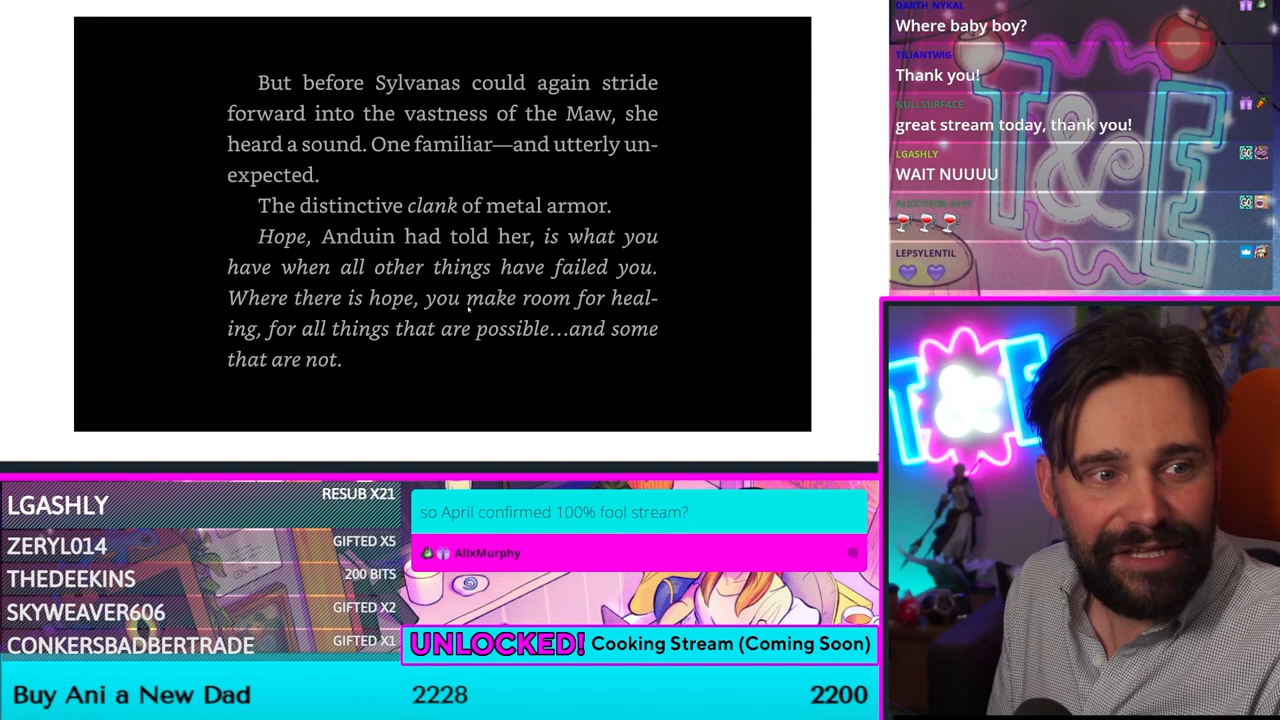 But before Sylvanas could again stride
forward into the vastness of the Maw, she
heard a sound. One familiar—and utterly un-
expected.
The distinctive clank of metal armor.
Hope, Anduin had told her, is what you
have when all other things have failed you.
Where there is hope, you make room for heal-
ing, for all things that are possible...and some
that are not.
DARTH_NYKAL
Where baby boy?
TILIANTWIG
Thank you!
NULLSURFACE
great stream today, thank you!
LGASHLY
WAIT NUUUU
LEPSYLENTIL
T&E
T&E
LGASHLY
RESUB X21
ZERYL014
GIFTED X5
THEDEEKINS
200 BITS
SKYWEAVER606
GIFTED X2
CONKERSBADBERTRADE
GIFTED X1
so April confirmed 100% fool stream?
AlixMurphy
UNLOCKED! Cooking Stream (Coming Soon)
Buy Ani a New Dad
2228
2200